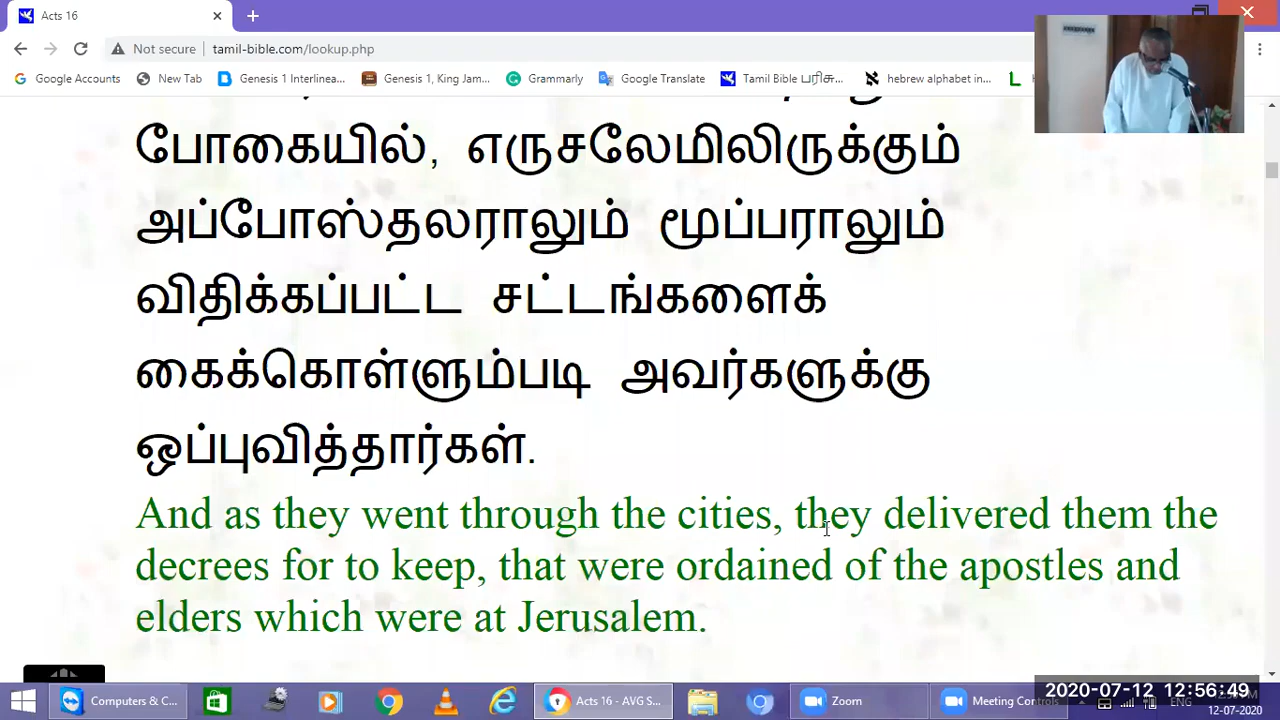 Acts 16
Not secure | tamil-bible.com/lookup.php
Google Accounts New Tab Genesis 1 Interlinea... Genesis 1, King Jam... Grammarly Google Translate Tamil Bible பரிசு... hebrew alphabet in...
போகையில், எருசலேமிலிருக்கும்
அப்போஸ்தலராலும் மூப்பராலும்
விதிக்கப்பட்ட சட்டங்களைக்
கைக்கொள்ளும்படி அவர்களுக்கு
ஒப்புவித்தார்கள்.
And as they went through the cities, they delivered them the
decrees for to keep, that were ordained of the apostles and
elders which were at Jerusalem.
Computers & C... Acts 16 - AVG S... Zoom Meeting Controls ENG
2020-07-12 12:56:49
12-07-2020